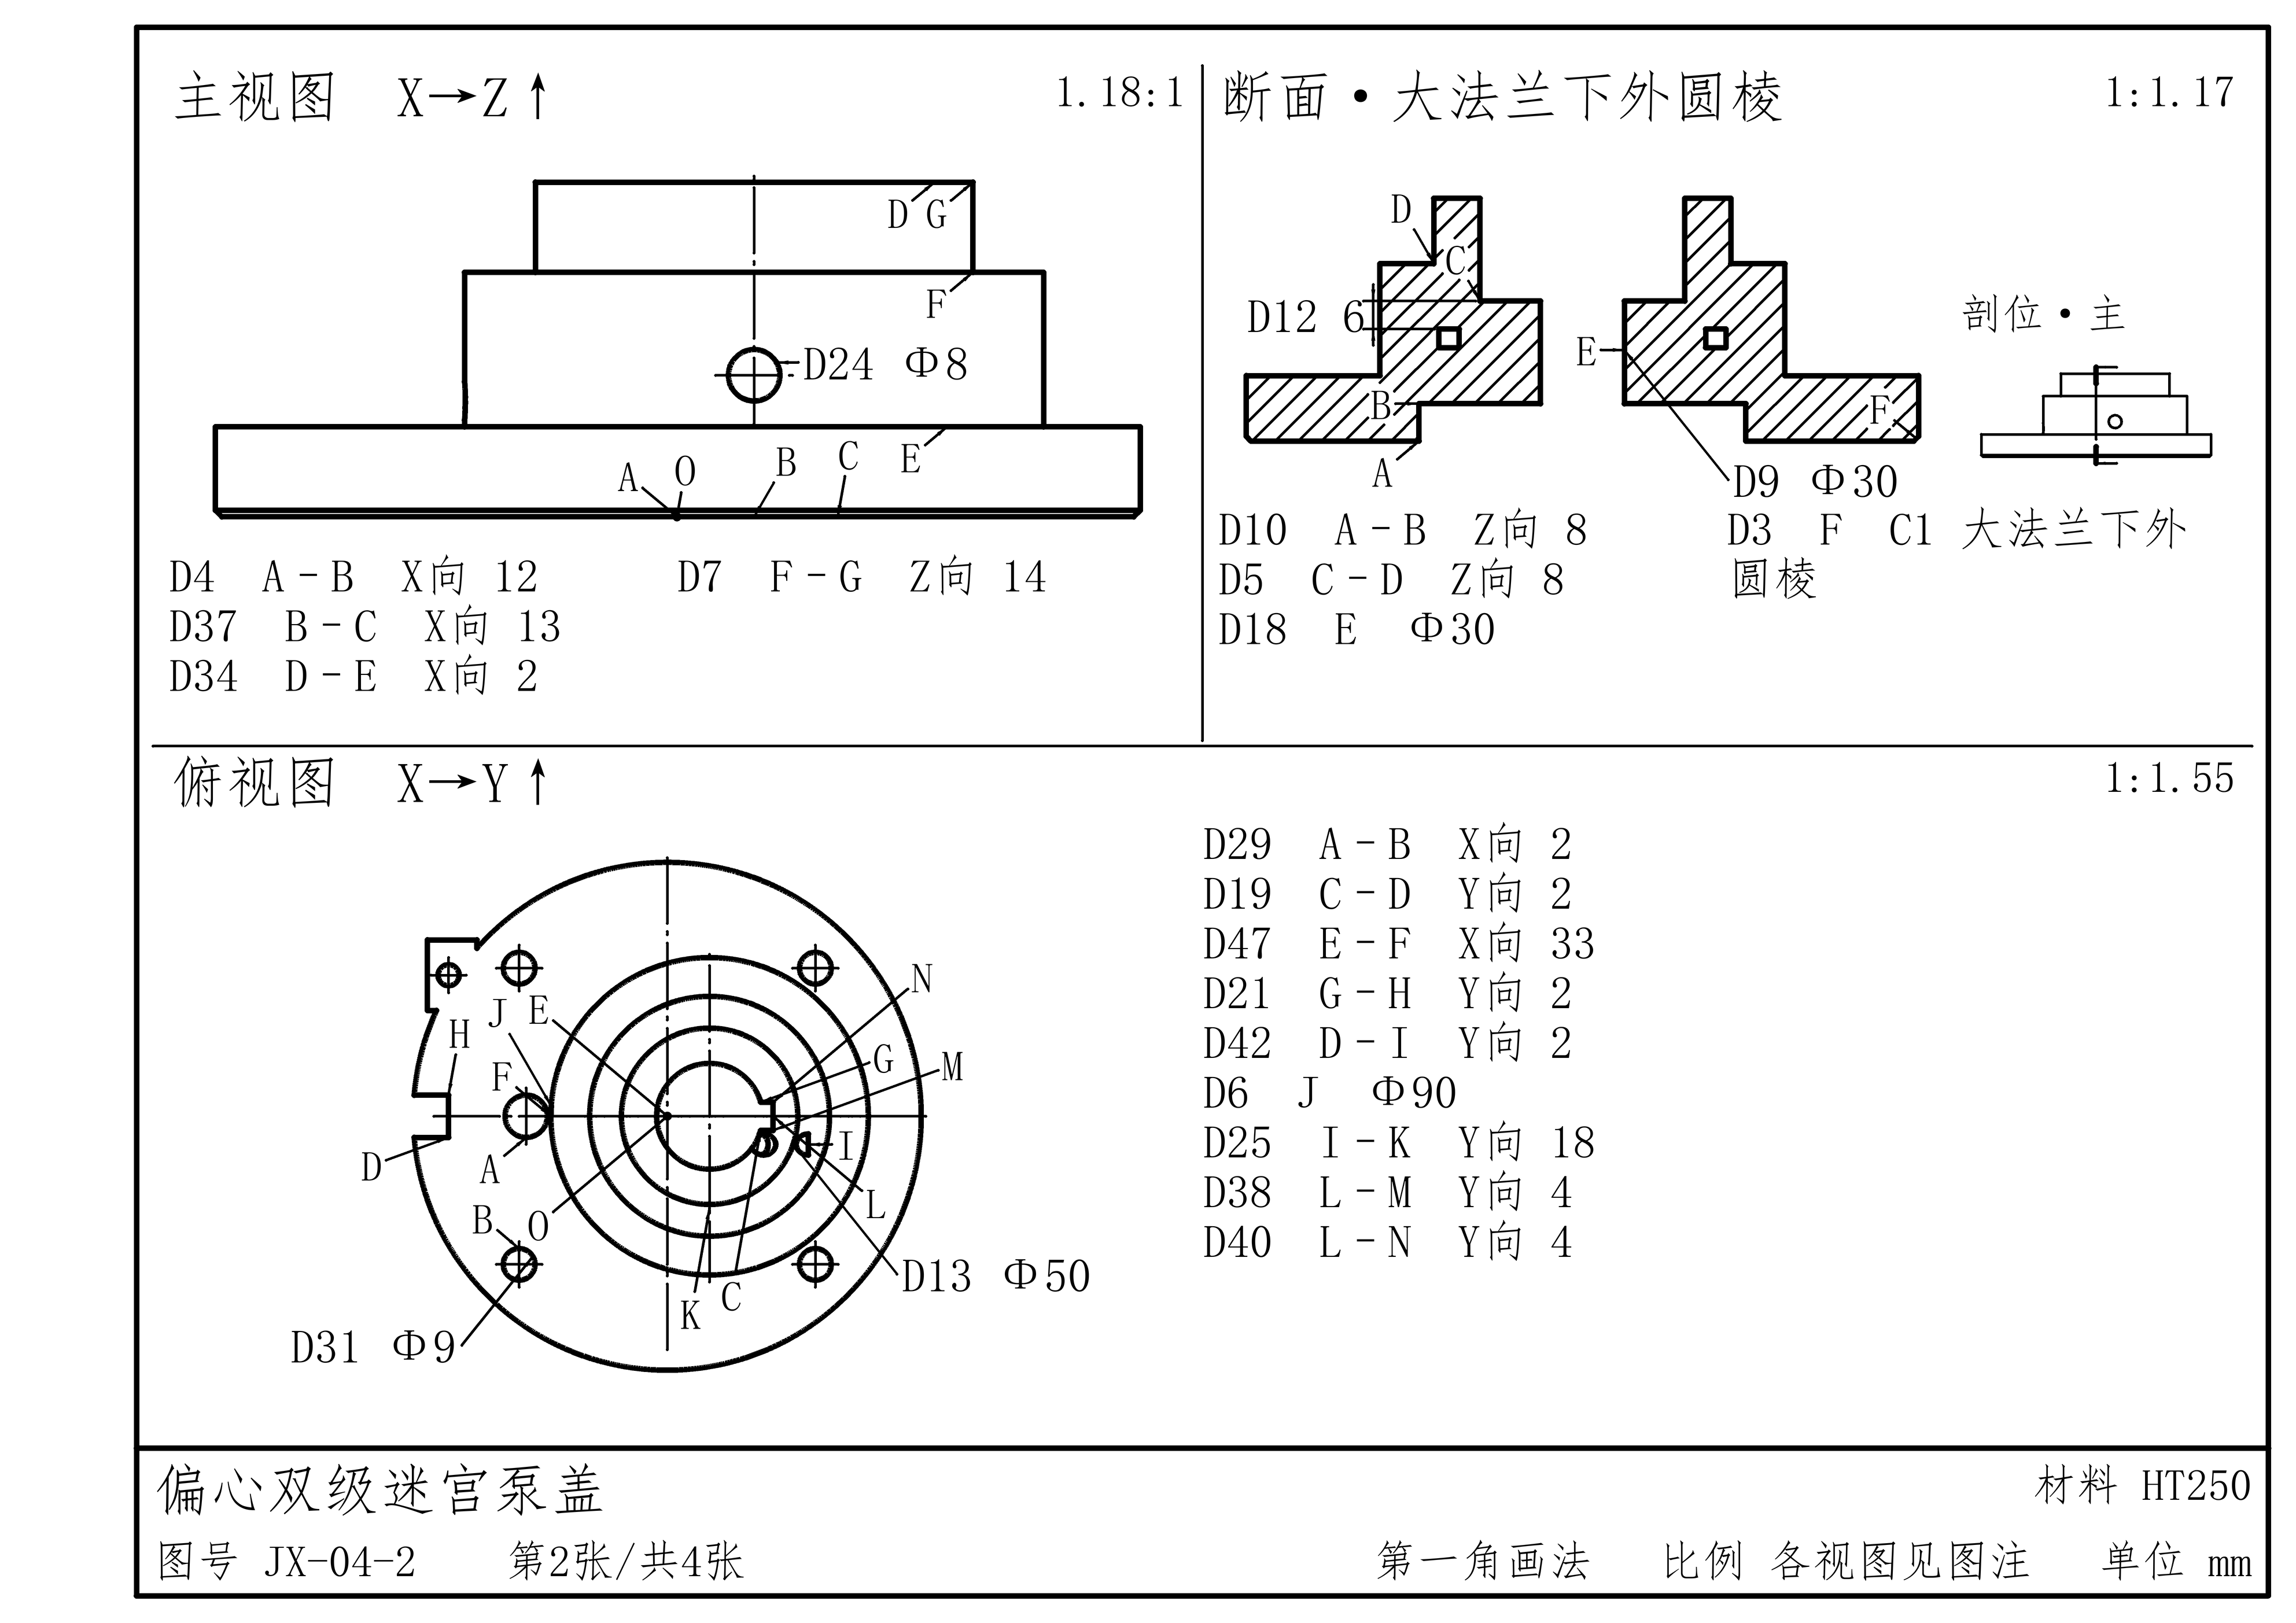 主视图 X→Z↑ 1.18:1
D G
F
D24 Φ8
A O B C E
D4 A-B X向 12 D7 F-G Z向 14
D37 B-C X向 13
D34 D-E X向 2
断面·大法兰下外圆棱 1:1.17
D
C
D12 6
E
B
F
A
D9 Φ30
剖位·主
D10 A-B Z向 8 D3 F C1 大法兰下外
D5 C-D Z向 8 圆棱
D18 E Φ30
俯视图 X→Y↑ 1:1.55
N
J E
H
G
M
F
I
D
A
L
B O
D13 Φ50
K C
D31 Φ9
D29 A-B X向 2
D19 C-D Y向 2
D47 E-F X向 33
D21 G-H Y向 2
D42 D-I Y向 2
D6 J Φ90
D25 I-K Y向 18
D38 L-M Y向 4
D40 L-N Y向 4
偏心双级迷宫泵盖 材料 HT250
图号 JX-04-2 第2张/共4张 第一角画法 比例 各视图见图注 单位 mm